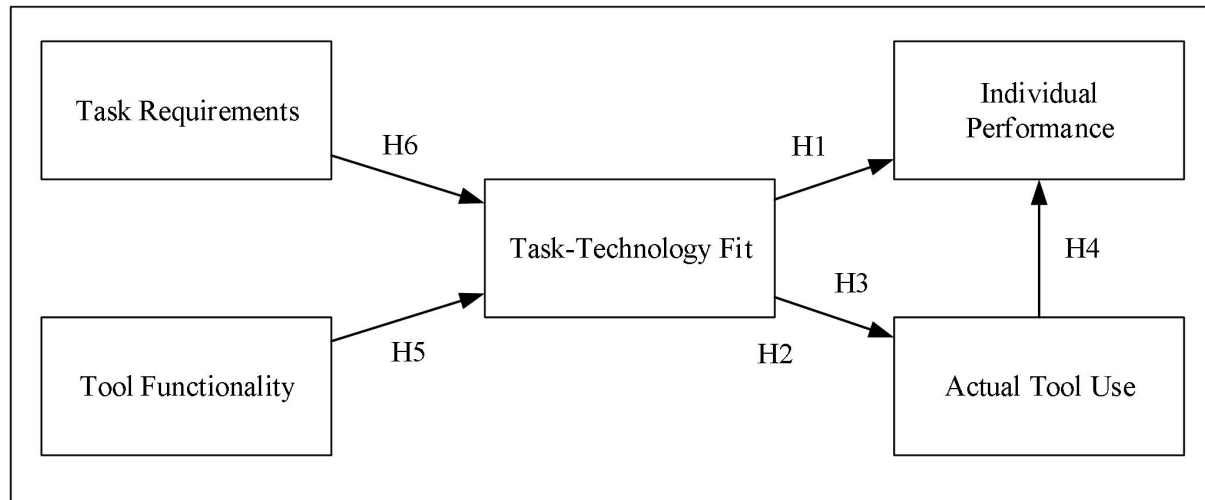 Task Requirements
Individual
Performance
H6
H1
Task-Technology Fit
H3
H4
H5
H2
Tool Functionality
Actual Tool Use